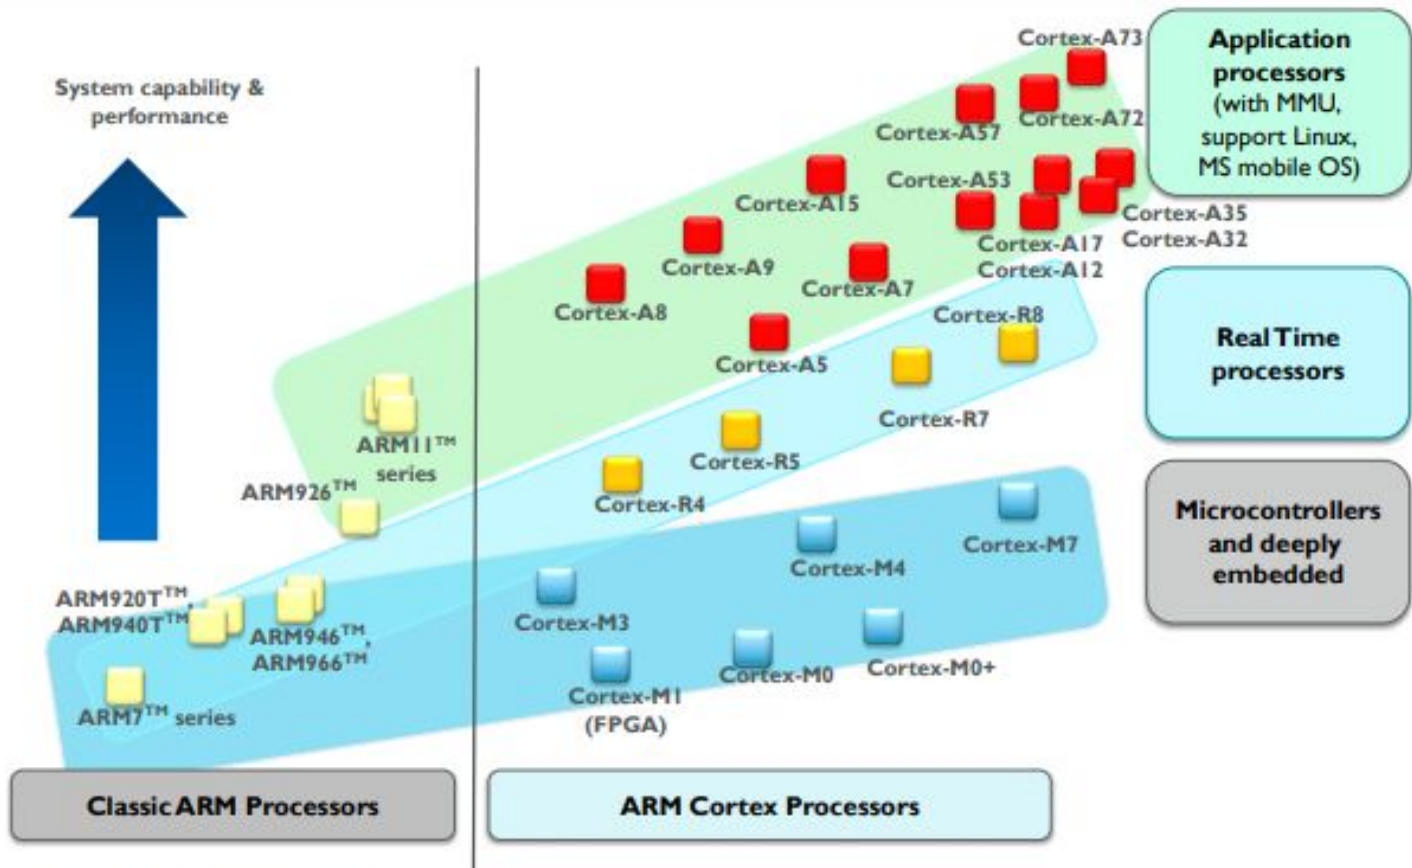 System capability &
performance
Cortex-A73
Cortex-A72
Cortex-A57
Cortex-A53
Cortex-A15
Cortex-A35
Cortex-A32
Cortex-A17
Cortex-A12
Cortex-A9
Cortex-A7
Cortex-A8
Cortex-A5
Cortex-R8
Cortex-R7
Cortex-R5
Cortex-R4
ARM11™
series
ARM926™
Cortex-M7
Cortex-M4
Cortex-M3
Cortex-M0+
Cortex-M0
Cortex-M1
(FPGA)
ARM920T™,
ARM940T™
ARM946™,
ARM966™
ARM7™ series
Application
processors
(with MMU,
support Linux,
MS mobile OS)
Real Time
processors
Microcontrollers
and deeply
embedded
Classic ARM Processors
ARM Cortex Processors